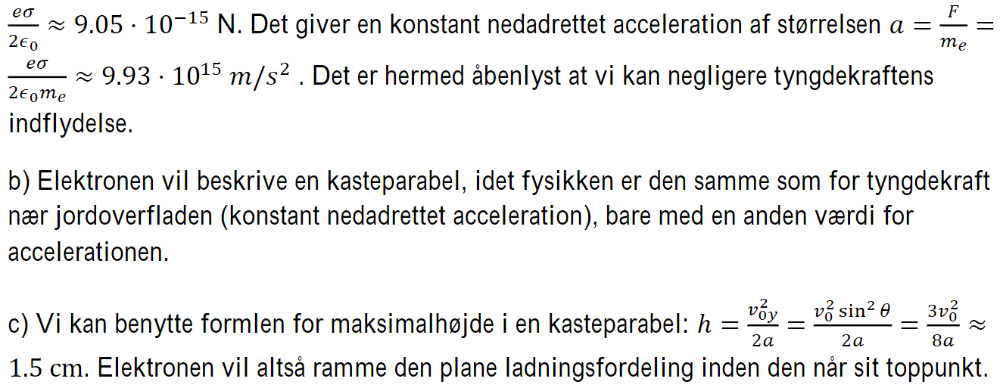 $\frac{e\sigma}{2\epsilon_0} \approx 9.05 \cdot 10^{-15}$ N. Det giver en konstant nedadrettet acceleration af størrelsen $a = \frac{F}{m_e} =$
$\frac{e\sigma}{2\epsilon_0 m_e} \approx 9.93 \cdot 10^{15}\ m/s^2$ . Det er hermed åbenlyst at vi kan negligere tyngdekraftens
indflydelse.
b) Elektronen vil beskrive en kasteparabel, idet fysikken er den samme som for tyngdekraft
nær jordoverfladen (konstant nedadrettet acceleration), bare med en anden værdi for
accelerationen.
c) Vi kan benytte formlen for maksimalhøjde i en kasteparabel: $h = \frac{v_{0y}^2}{2a} = \frac{v_0^2 \sin^2 \theta}{2a} = \frac{3v_0^2}{8a} \approx$
1.5 cm. Elektronen vil altså ramme den plane ladningsfordeling inden den når sit toppunkt.